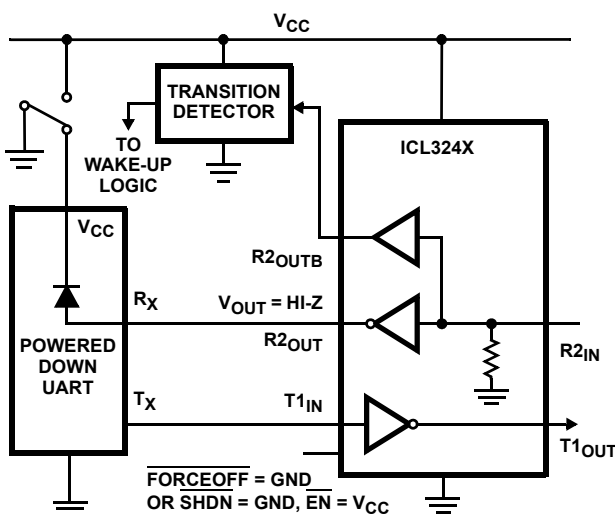 VCC
TRANSITION
DETECTOR
TO
WAKE-UP
LOGIC
ICL324X
VCC
R2OUTB
RX
VOUT = HI-Z
R2OUT
R2IN
POWERED
DOWN
UART
TX
T1IN
T1OUT
FORCEOFF = GND
OR SHDN = GND, EN = VCC